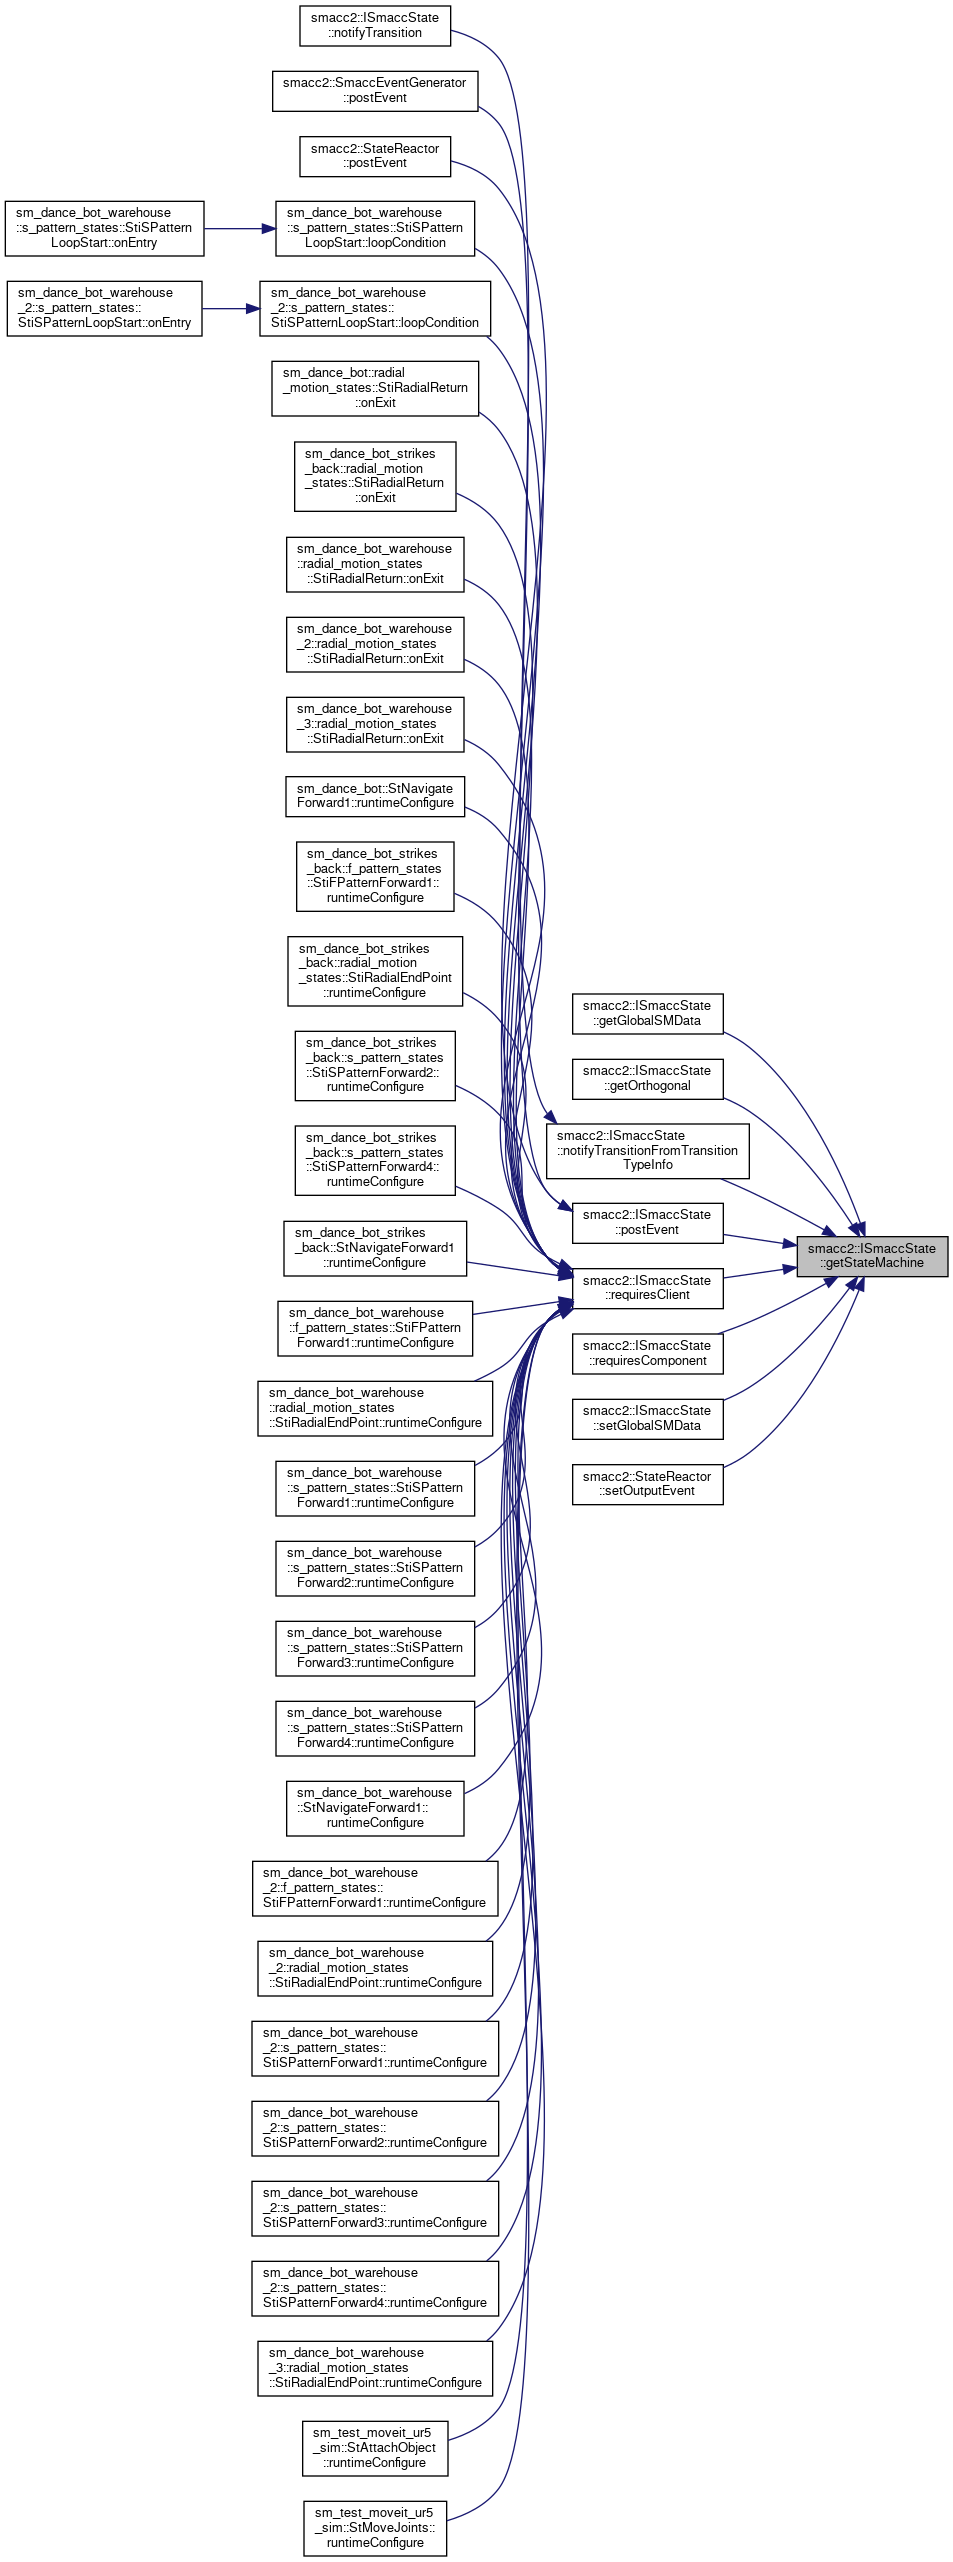 smacc2::ISmaccState
::notifyTransition
smacc2::SmaccEventGenerator
::postEvent
smacc2::StateReactor
::postEvent
sm_dance_bot_warehouse
::s_pattern_states::StiSPattern
LoopStart::onEntry
sm_dance_bot_warehouse
::s_pattern_states::StiSPattern
LoopStart::loopCondition
sm_dance_bot_warehouse
_2::s_pattern_states::
StiSPatternLoopStart::onEntry
sm_dance_bot_warehouse
_2::s_pattern_states::
StiSPatternLoopStart::loopCondition
sm_dance_bot::radial
_motion_states::StiRadialReturn
::onExit
sm_dance_bot_strikes
_back::radial_motion
_states::StiRadialReturn
::onExit
sm_dance_bot_warehouse
::radial_motion_states
::StiRadialReturn::onExit
sm_dance_bot_warehouse
_2::radial_motion_states
::StiRadialReturn::onExit
sm_dance_bot_warehouse
_3::radial_motion_states
::StiRadialReturn::onExit
sm_dance_bot::StNavigate
Forward1::runtimeConfigure
sm_dance_bot_strikes
_back::f_pattern_states
::StiFPatternForward1::
runtimeConfigure
sm_dance_bot_strikes
_back::radial_motion
_states::StiRadialEndPoint
::runtimeConfigure
sm_dance_bot_strikes
_back::s_pattern_states
::StiSPatternForward2::
runtimeConfigure
sm_dance_bot_strikes
_back::s_pattern_states
::StiSPatternForward4::
runtimeConfigure
sm_dance_bot_strikes
_back::StNavigateForward1
::runtimeConfigure
sm_dance_bot_warehouse
::f_pattern_states::StiFPattern
Forward1::runtimeConfigure
sm_dance_bot_warehouse
::radial_motion_states
::StiRadialEndPoint::runtimeConfigure
sm_dance_bot_warehouse
::s_pattern_states::StiSPattern
Forward1::runtimeConfigure
sm_dance_bot_warehouse
::s_pattern_states::StiSPattern
Forward2::runtimeConfigure
sm_dance_bot_warehouse
::s_pattern_states::StiSPattern
Forward3::runtimeConfigure
sm_dance_bot_warehouse
::s_pattern_states::StiSPattern
Forward4::runtimeConfigure
sm_dance_bot_warehouse
::StNavigateForward1::
runtimeConfigure
sm_dance_bot_warehouse
_2::f_pattern_states::
StiFPatternForward1::runtimeConfigure
sm_dance_bot_warehouse
_2::radial_motion_states
::StiRadialEndPoint::runtimeConfigure
sm_dance_bot_warehouse
_2::s_pattern_states::
StiSPatternForward1::runtimeConfigure
sm_dance_bot_warehouse
_2::s_pattern_states::
StiSPatternForward2::runtimeConfigure
sm_dance_bot_warehouse
_2::s_pattern_states::
StiSPatternForward3::runtimeConfigure
sm_dance_bot_warehouse
_2::s_pattern_states::
StiSPatternForward4::runtimeConfigure
sm_dance_bot_warehouse
_3::radial_motion_states
::StiRadialEndPoint::runtimeConfigure
sm_test_moveit_ur5
_sim::StAttachObject
::runtimeConfigure
sm_test_moveit_ur5
_sim::StMoveJoints::
runtimeConfigure
smacc2::ISmaccState
::getGlobalSMData
smacc2::ISmaccState
::getOrthogonal
smacc2::ISmaccState
::notifyTransitionFromTransition
TypeInfo
smacc2::ISmaccState
::postEvent
smacc2::ISmaccState
::requiresClient
smacc2::ISmaccState
::requiresComponent
smacc2::ISmaccState
::setGlobalSMData
smacc2::StateReactor
::setOutputEvent
smacc2::ISmaccState
::getStateMachine